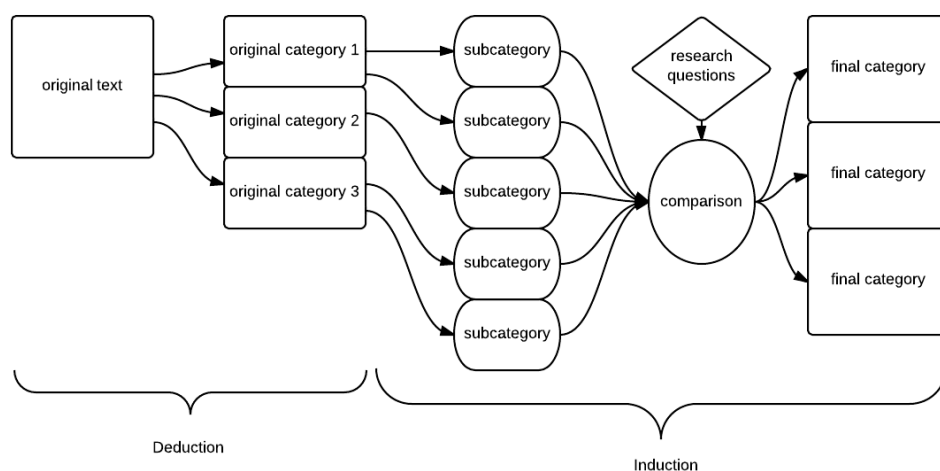 original text
original category 1
original category 2
original category 3
subcategory
subcategory
subcategory
subcategory
subcategory
research
questions
comparison
final category
final category
final category
Deduction
Induction